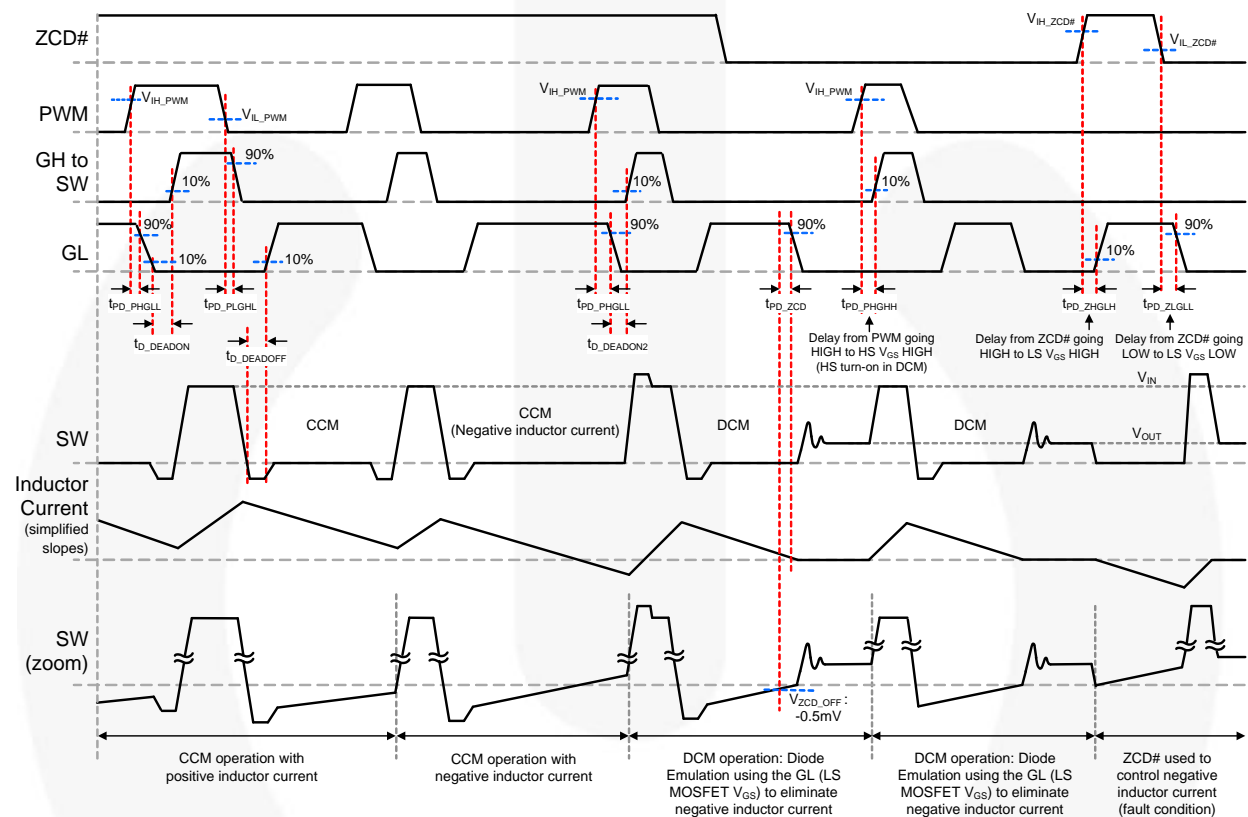 ZCD#
V_IH_ZCD#
V_IL_ZCD#
PWM
V_IH_PWM
V_IL_PWM
V_IH_PWM
V_IH_PWM
GH to
SW
90%
10%
10%
10%
GL
90%
10%
10%
90%
90%
10%
90%
t_PD_PHGLL
t_PD_PLGHL
t_PD_PHGLL
t_PD_ZCD
t_PD_PHGHH
t_PD_ZHGLH
t_PD_ZLGLL
t_D_DEADON
t_D_DEADOFF
t_D_DEADON2
Delay from PWM going
HIGH to HS V_GS HIGH
(HS turn-on in DCM)
Delay from ZCD# going
HIGH to LS V_GS HIGH
Delay from ZCD# going
LOW to LS V_GS LOW
V_IN
SW
CCM
CCM
(Negative inductor current)
DCM
DCM
V_OUT
Inductor
Current
(simplified
slopes)
SW
(zoom)
V_ZCD_OFF :
-0.5mV
CCM operation with
positive inductor current
CCM operation with
negative inductor current
DCM operation: Diode
Emulation using the GL (LS
MOSFET V_GS) to eliminate
negative inductor current
DCM operation: Diode
Emulation using the GL (LS
MOSFET V_GS) to eliminate
negative inductor current
ZCD# used to
control negative
inductor current
(fault condition)